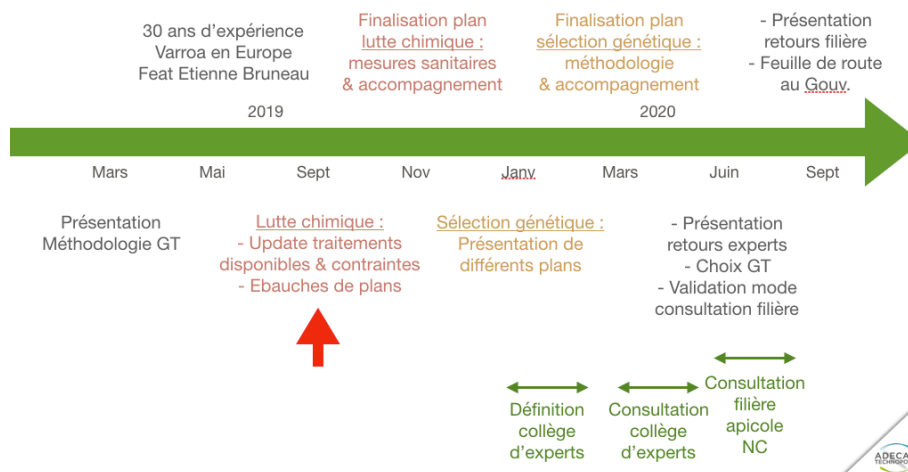 30 ans d'expérience
Varroa en Europe
Feat Etienne Bruneau
Finalisation plan
lutte chimique :
mesures sanitaires
& accompagnement
Finalisation plan
sélection génétique :
méthodologie
& accompagnement
- Présentation
retours filière
- Feuille de route
au Gouv.
2019
2020
Mars
Mai
Sept
Nov
Janv
Mars
Juin
Sept
Présentation
Méthodologie GT
Lutte chimique :
- Update traitements
disponibles & contraintes
- Ebauches de plans
Sélection génétique :
Présentation de
différents plans
- Présentation
retours experts
- Choix GT
- Validation mode
consultation filière
Définition
collège
d'experts
Consultation
collège
d'experts
Consultation
filière
apicole
NC